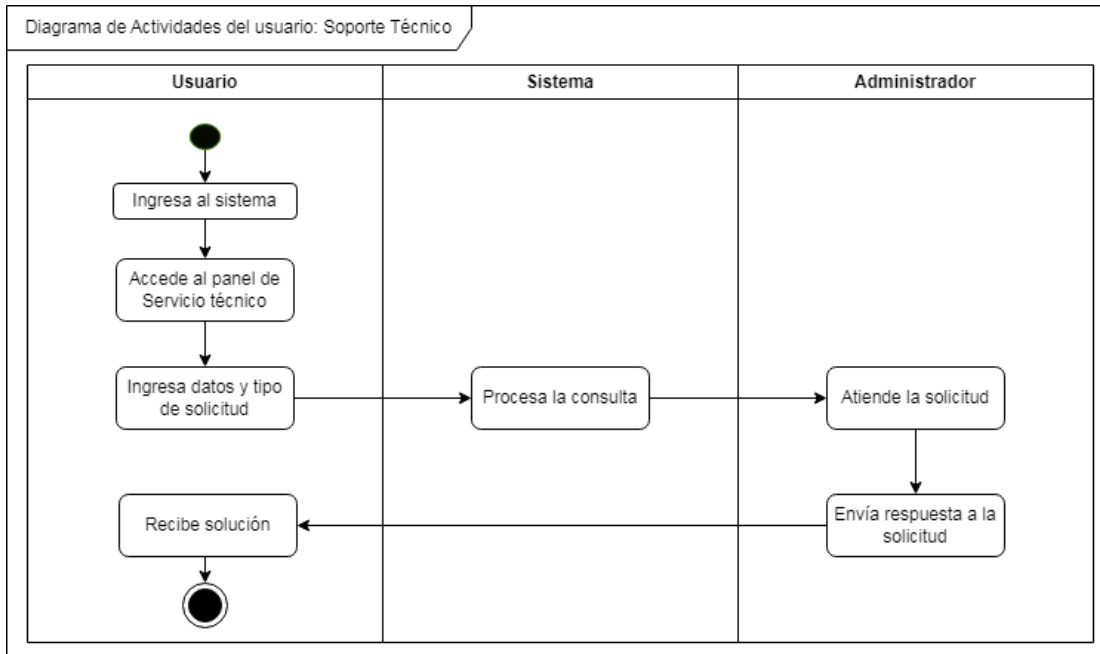 Diagrama de Actividades del usuario: Soporte Técnico
Usuario
Sistema
Administrador
Ingresa al sistema
Accede al panel de
Servicio técnico
Ingresa datos y tipo
de solicitud
Procesa la consulta
Atiende la solicitud
Envía respuesta a la
solicitud
Recibe solución